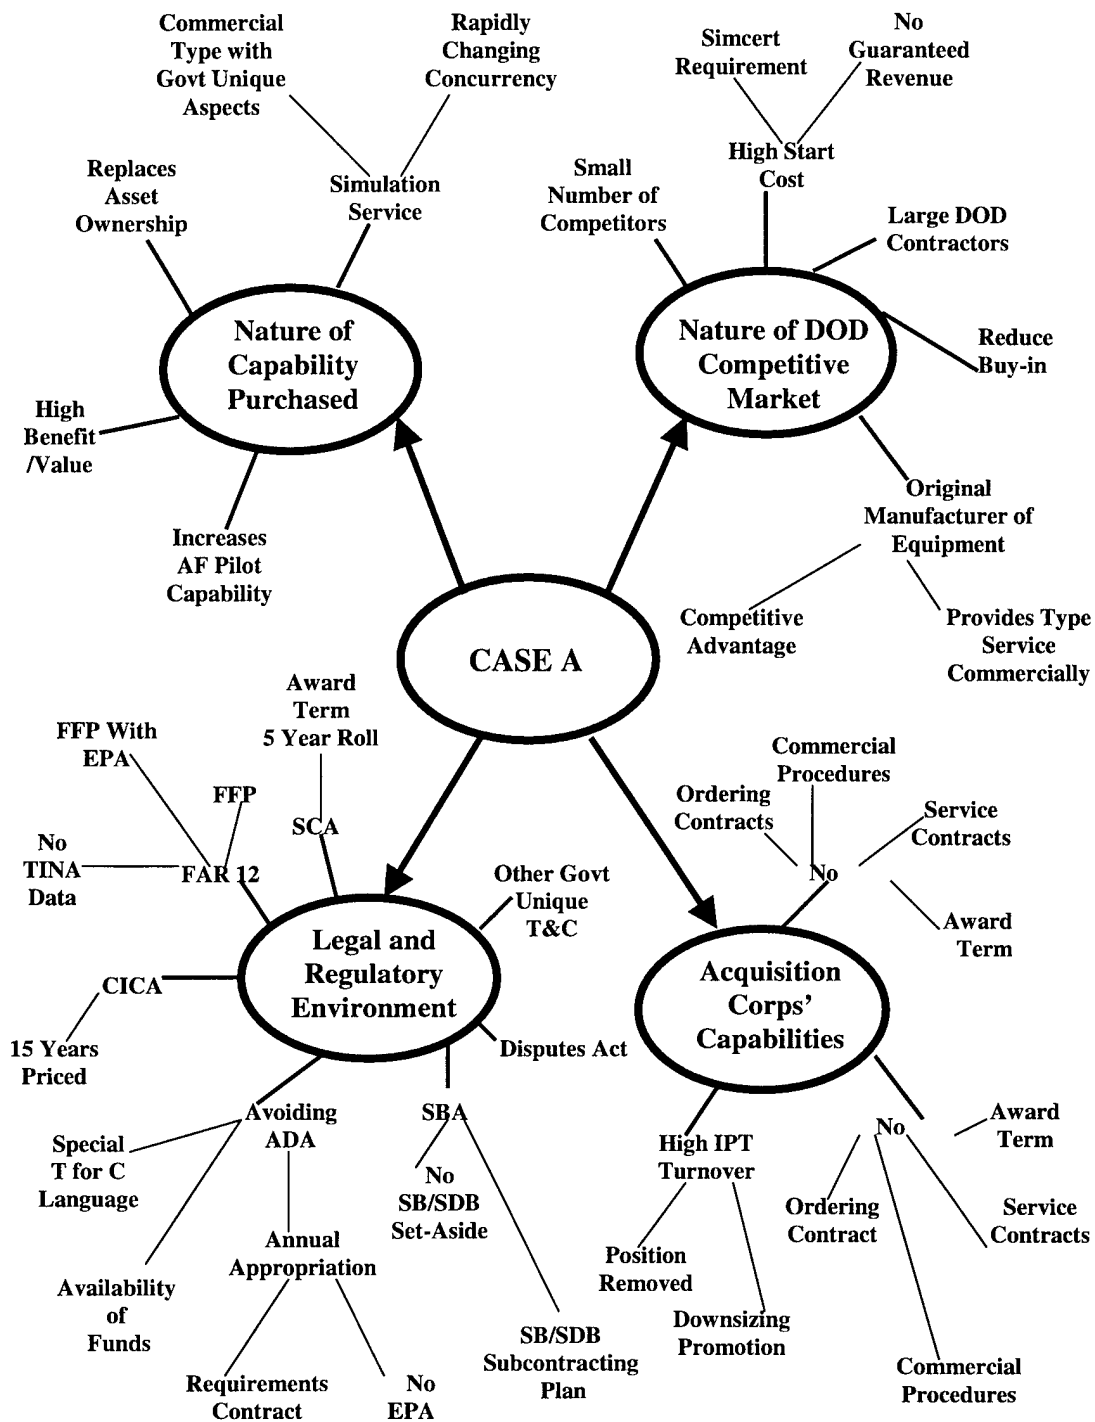 Commercial
Type with
Govt Unique
Aspects
Rapidly
Changing
Concurrency
Simcert
Requirement
No
Guaranteed
Revenue
Replaces
Asset
Ownership
Simulation
Service
Small
Number of
Competitors
High Start
Cost
Large DOD
Contractors
Nature of
Capability
Purchased
Nature of DOD
Competitive
Market
Reduce
Buy-in
High
Benefit
/Value
Increases
AF Pilot
Capability
Original
Manufacturer of
Equipment
Competitive
Advantage
Provides Type
Service
Commercially
CASE A
Award
Term
5 Year Roll
FFP With
EPA
FFP
SCA
No
TINA
Data
FAR 12
Other Govt
Unique
T&C
Legal and
Regulatory
Environment
CICA
15 Years
Priced
Disputes Act
Avoiding
ADA
SBA
Special
T for C
Language
No
SB/SDB
Set-Aside
Annual
Appropriation
Availability
of
Funds
Requirements
Contract
No
EPA
SB/SDB
Subcontracting
Plan
Commercial
Procedures
Ordering
Contracts
Service
Contracts
No
Award
Term
Acquisition
Corps’
Capabilities
High IPT
Turnover
No
Award
Term
Ordering
Contract
Service
Contracts
Position
Removed
Downsizing
Promotion
Commercial
Procedures